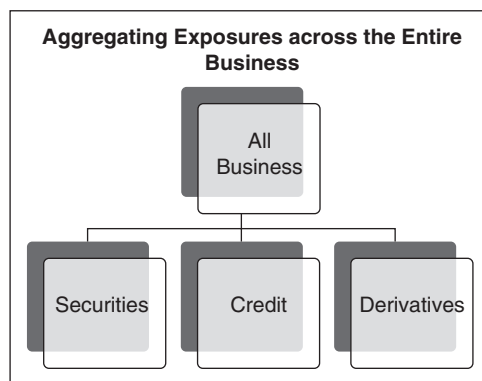 Aggregating Exposures across the Entire
Business
All
Business
Securities
Credit
Derivatives